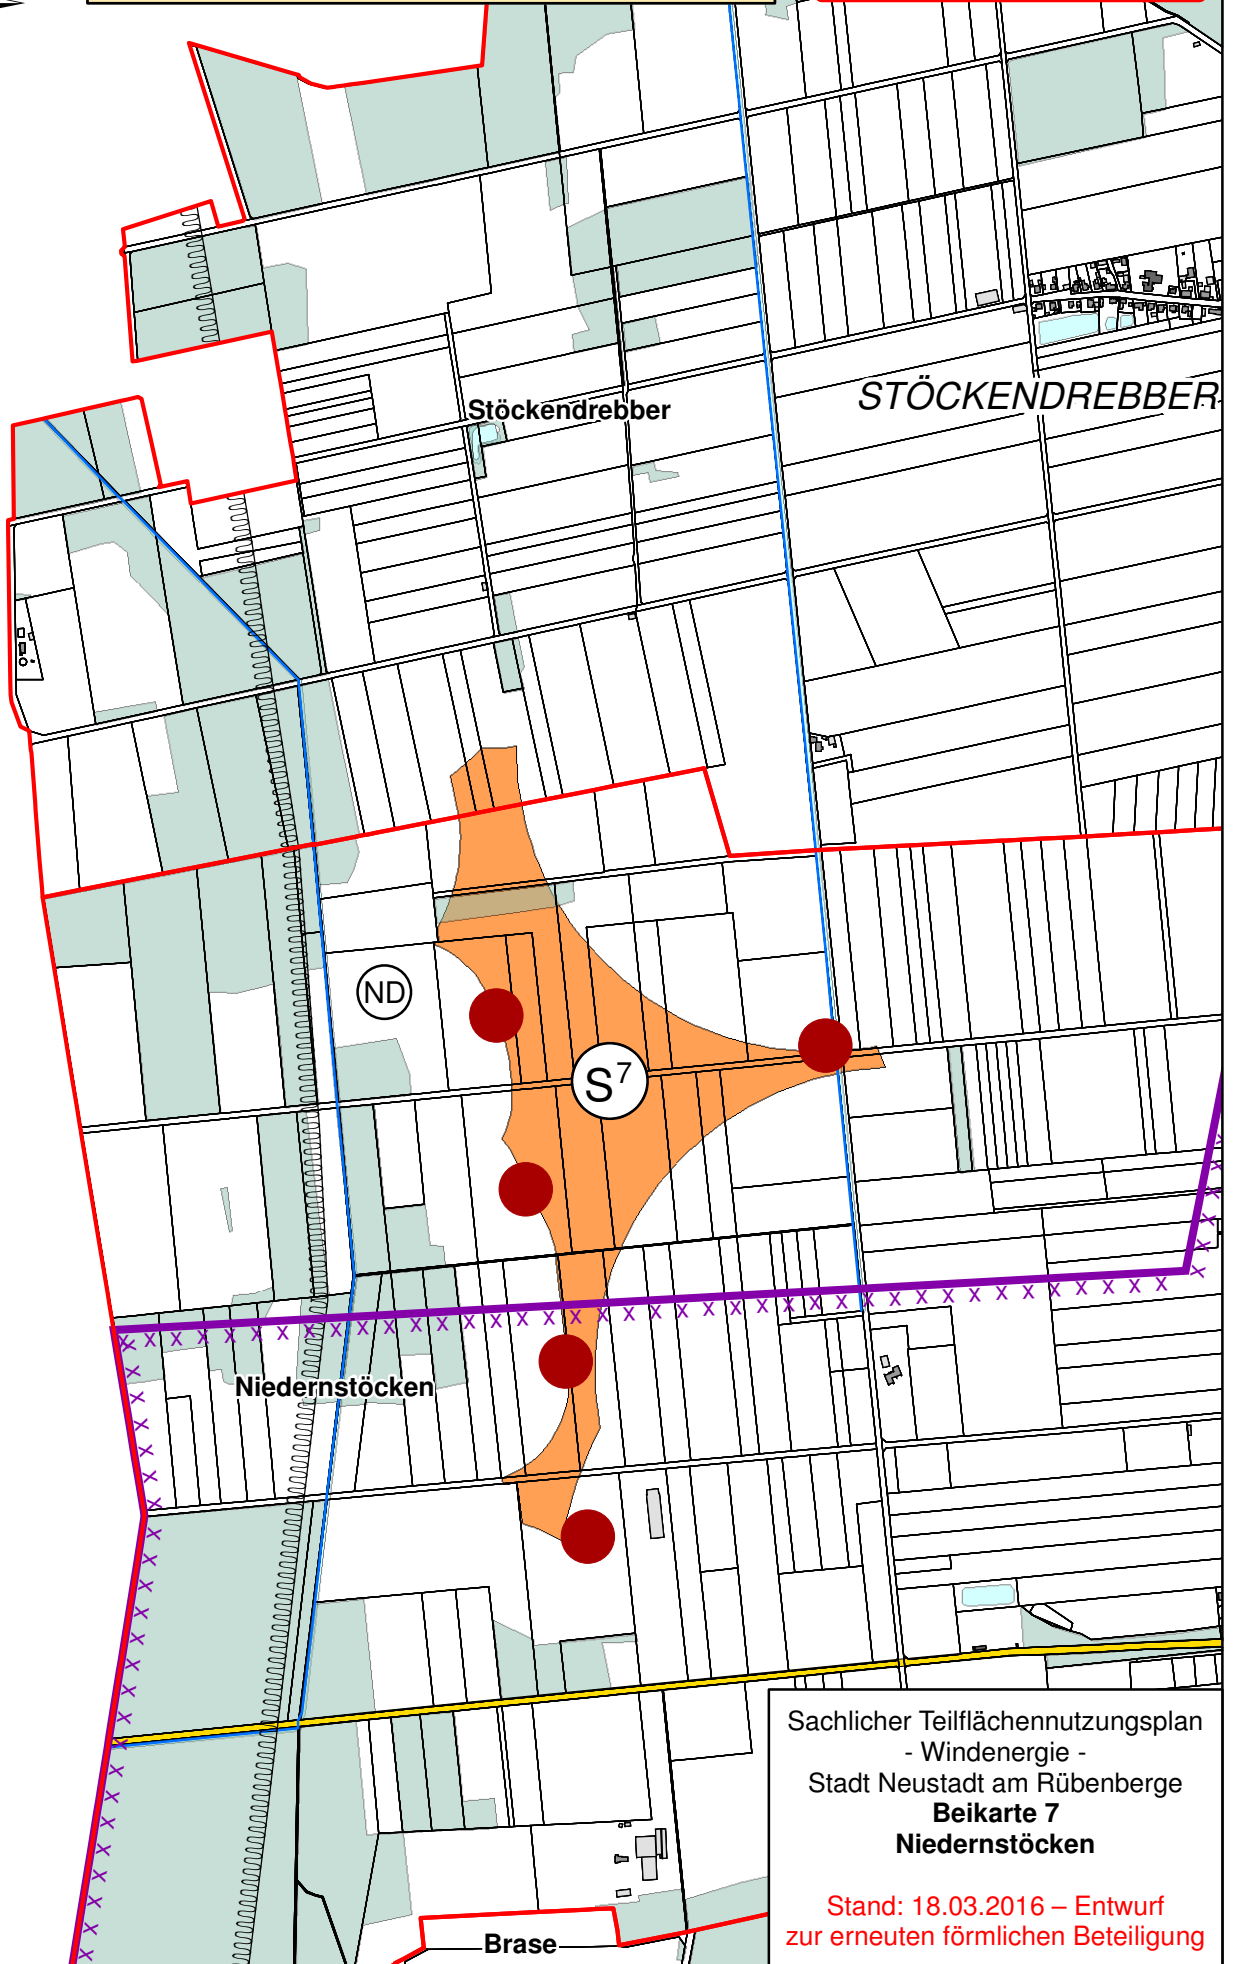 STÖCKENDREBBER
Stöckendrebber
ND
S⁷
Niedernstöcken
Sachlicher Teilflächennutzungsplan
- Windenergie -
Stadt Neustadt am Rübenberge
Beikarte 7
Niedernstöcken
Stand: 18.03.2016 – Entwurf
zur erneuten förmlichen Beteiligung
Brase